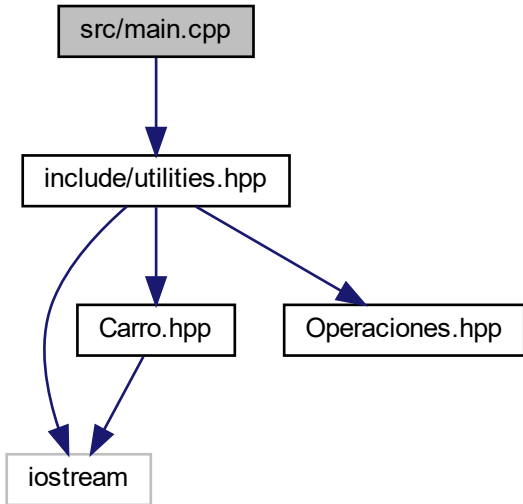 src/main.cpp
include/utilities.hpp
Carro.hpp
Operaciones.hpp
iostream